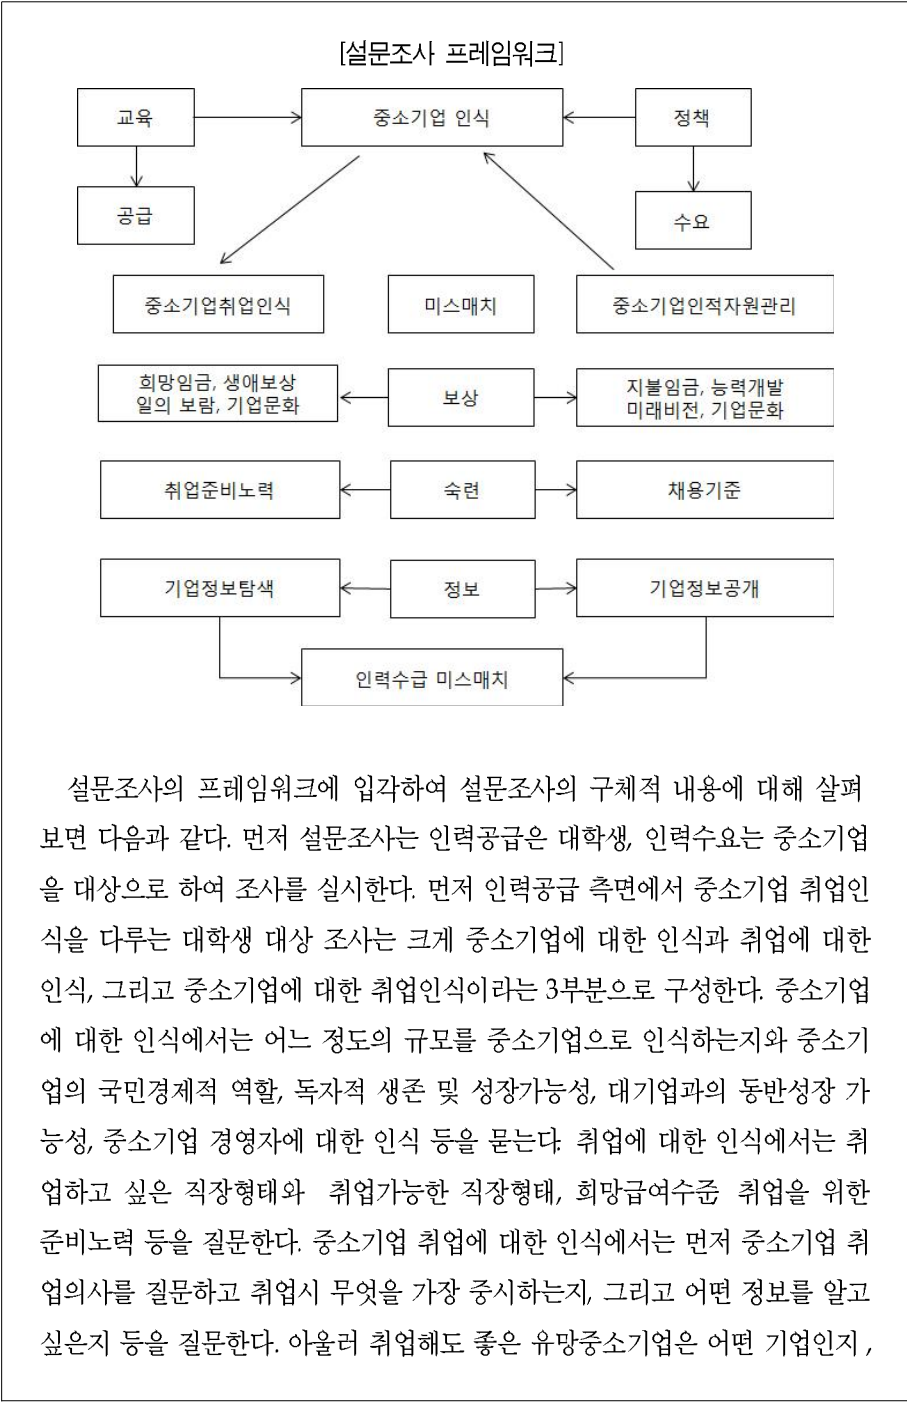 [설문조사 프레임워크]
교육
중소기업 인식
정책
공급
수요
중소기업취업인식
미스매치
중소기업인적자원관리
희망임금, 생애보상
일의 보람, 기업문화
보상
지불임금, 능력개발
미래비전, 기업문화
취업준비노력
숙련
채용기준
기업정보탐색
정보
기업정보공개
인력수급 미스매치
설문조사의 프레임워크에 입각하여 설문조사의 구체적 내용에 대해 살펴
보면 다음과 같다. 먼저 설문조사는 인력공급은 대학생, 인력수요는 중소기업
을 대상으로 하여 조사를 실시한다. 먼저 인력공급 측면에서 중소기업 취업인
식을 다루는 대학생 대상 조사는 크게 중소기업에 대한 인식과 취업에 대한
인식, 그리고 중소기업에 대한 취업인식이라는 3부분으로 구성한다. 중소기업
에 대한 인식에서는 어느 정도의 규모를 중소기업으로 인식하는지와 중소기
업의 국민경제적 역할, 독자적 생존 및 성장가능성, 대기업과의 동반성장 가
능성, 중소기업 경영자에 대한 인식 등을 묻는다. 취업에 대한 인식에서는 취
업하고 싶은 직장형태와 취업가능한 직장형태, 희망급여수준, 취업을 위한
준비노력 등을 질문한다. 중소기업 취업에 대한 인식에서는 먼저 중소기업 취
업의사를 질문하고 취업시 무엇을 가장 중시하는지, 그리고 어떤 정보를 알고
싶은지 등을 질문한다. 아울러 취업해도 좋은 유망중소기업은 어떤 기업인지,